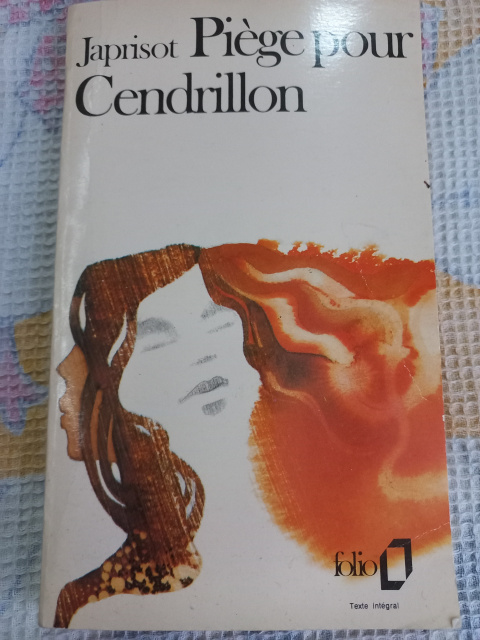 Japrisot Piège pour
Cendrillon
folio
Texte intégral